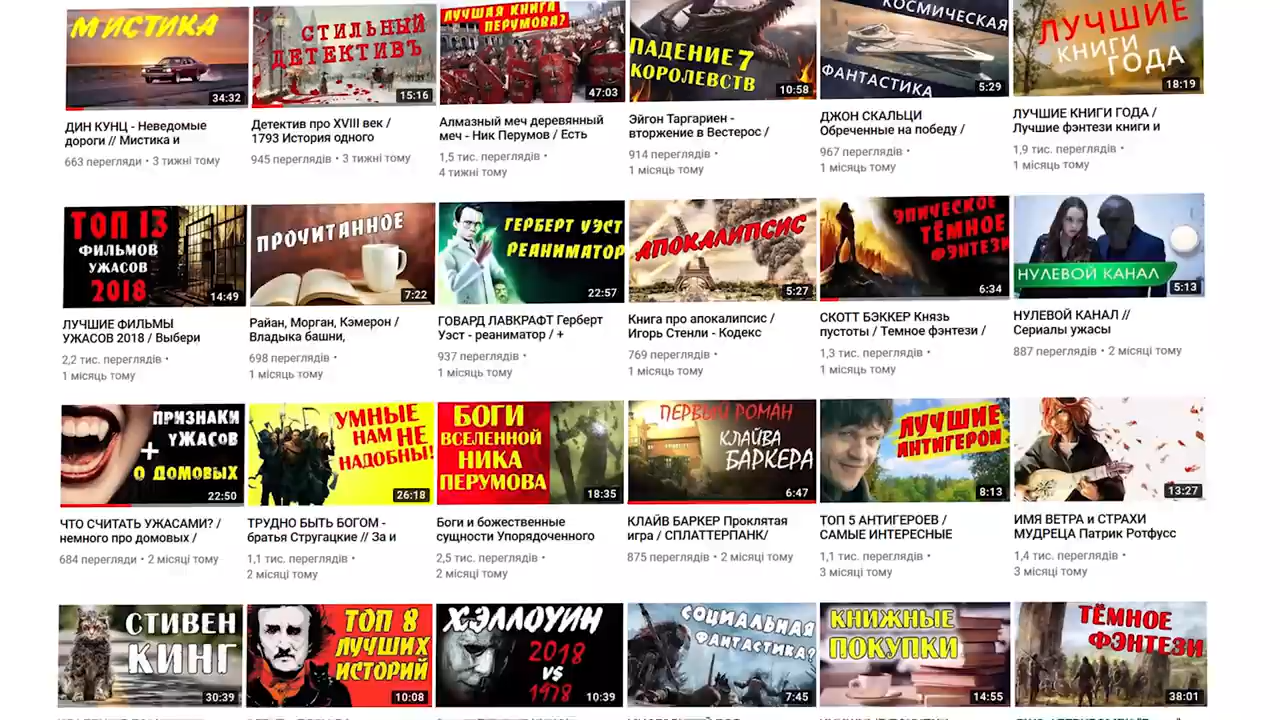 МИСТИКА
34:32
СТИЛЬНЫЙ
ДЕТЕКТИВЪ
15:16
ЛУЧШАЯ КНИГА
ПЕРУМОВА?
47:03
ПАДЕНИЕ 7
КОРОЛЕВСТВ
10:58
КОСМИЧЕСКАЯ
ФАНТАСТИКА
5:29
ЛУЧШИЕ
КНИГИ
ГОДА
18:19
ДИН КУНЦ - Неведомые
дороги // Мистика и
663 перегляди • 3 тижні тому
Детектив про XVIII век /
1793 История одного
945 переглядів • 3 тижні тому
Алмазный меч деревянный
меч - Ник Перумов / Есть
1,5 тис. переглядів •
4 тижні тому
Эйгон Таргариен -
вторжение в Вестерос /
914 переглядів •
1 місяць тому
ДЖОН СКАЛЬЦИ
Обреченные на победу /
967 переглядів •
1 місяць тому
ЛУЧШИЕ КНИГИ ГОДА /
Лучшие фэнтези книги и
1,9 тис. переглядів •
1 місяць тому
ТОП 13
ФИЛЬМОВ
УЖАСОВ
2018
14:49
ПРОЧИТАННОЕ
7:22
ГЕРБЕРТ УЭСТ
РЕАНИМАТОР
22:57
АПОКАЛИПСИС
5:27
ЭПИЧЕСКОЕ
ТЁМНОЕ
ФЭНТЕЗИ
6:34
НУЛЕВОЙ КАНАЛ
5:13
ЛУЧШИЕ ФИЛЬМЫ
УЖАСОВ 2018 / Выбери
2,2 тис. переглядів •
1 місяць тому
Райан, Морган, Кэмерон /
Владыка башни,
698 переглядів •
1 місяць тому
ГОВАРД ЛАВКРАФТ Герберт
Уэст - реаниматор / +
937 переглядів •
1 місяць тому
Книга про апокалипсис /
Игорь Стенли - Кодекс
769 переглядів •
1 місяць тому
СКОТТ БЭККЕР Князь
пустоты / Темное фэнтези /
1,3 тис. переглядів •
1 місяць тому
НУЛЕВОЙ КАНАЛ //
Сериалы ужасы
887 переглядів • 2 місяці тому
ПРИЗНАКИ
УЖАСОВ
+
О ДОМОВЫХ
22:50
УМНЫЕ
НАМ НЕ
НАДОБНЫ!
26:18
БОГИ
ВСЕЛЕННОЙ
НИКА
ПЕРУМОВА
18:35
ПЕРВЫЙ РОМАН
КЛАЙВА
БАРКЕРА
6:47
ЛУЧШИЕ
АНТИГЕРОИ
8:13
13:27
ЧТО СЧИТАТЬ УЖАСАМИ? /
немного про домовых /
684 перегляди • 2 місяці тому
ТРУДНО БЫТЬ БОГОМ -
братья Стругацкие // За и
1,1 тис. переглядів •
2 місяці тому
Боги и божественные
сущности Упорядоченного
2,5 тис. переглядів •
2 місяці тому
КЛАЙВ БАРКЕР Проклятая
игра / СПЛАТТЕРПАНК/
875 переглядів • 2 місяці тому
ТОП 5 АНТИГЕРОЕВ /
САМЫЕ ИНТЕРЕСНЫЕ
1,1 тис. переглядів •
3 місяці тому
ИМЯ ВЕТРА и СТРАХИ
МУДРЕЦА Патрик Ротфусс
1,4 тис. переглядів •
3 місяці тому
СТИВЕН
КИНГ
30:39
ТОП 8
ЛУЧШИХ
ИСТОРИЙ
10:08
ХЭЛЛОУИН
2018
VS
1978
10:39
СОЦИАЛЬНАЯ
ФАНТАСТИКА?
7:45
КНИЖНЫЕ
ПОКУПКИ
14:55
ТЁМНОЕ
ФЭНТЕЗИ
38:01